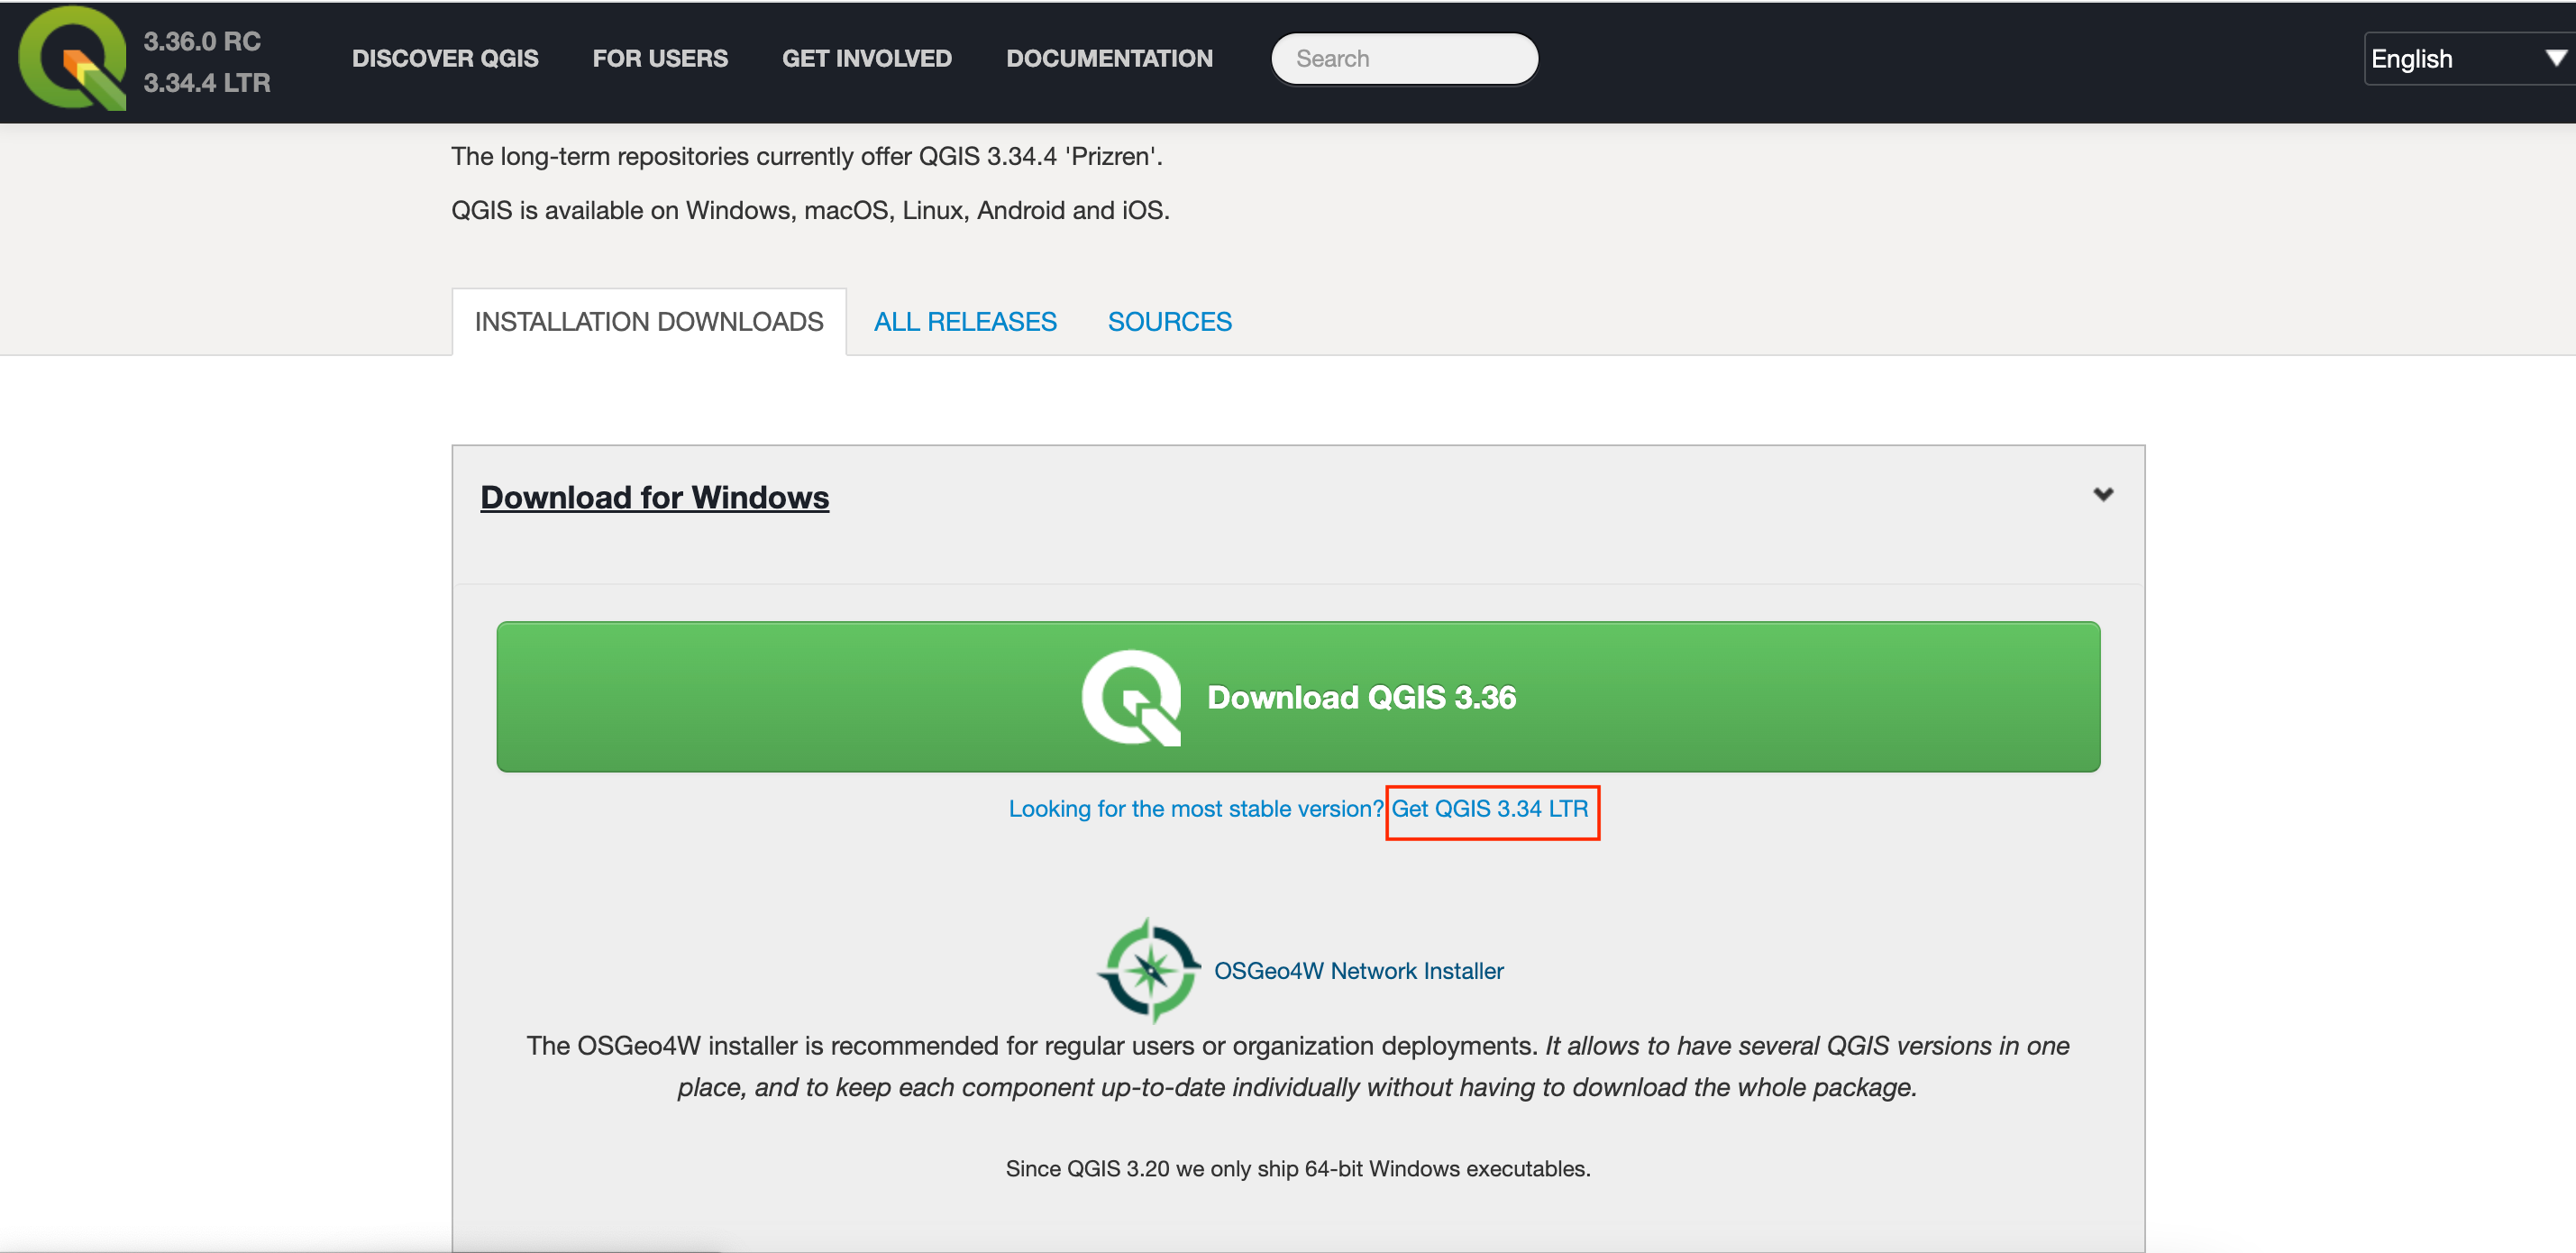 3.36.0 RC
3.34.4 LTR
DISCOVER QGIS
FOR USERS
GET INVOLVED
DOCUMENTATION
Search
English
The long-term repositories currently offer QGIS 3.34.4 'Prizren'.
QGIS is available on Windows, macOS, Linux, Android and iOS.
INSTALLATION DOWNLOADS
ALL RELEASES
SOURCES
Download for Windows
Download QGIS 3.36
Looking for the most stable version? Get QGIS 3.34 LTR
OSGeo4W Network Installer
The OSGeo4W installer is recommended for regular users or organization deployments. It allows to have several QGIS versions in one
place, and to keep each component up-to-date individually without having to download the whole package.
Since QGIS 3.20 we only ship 64-bit Windows executables.